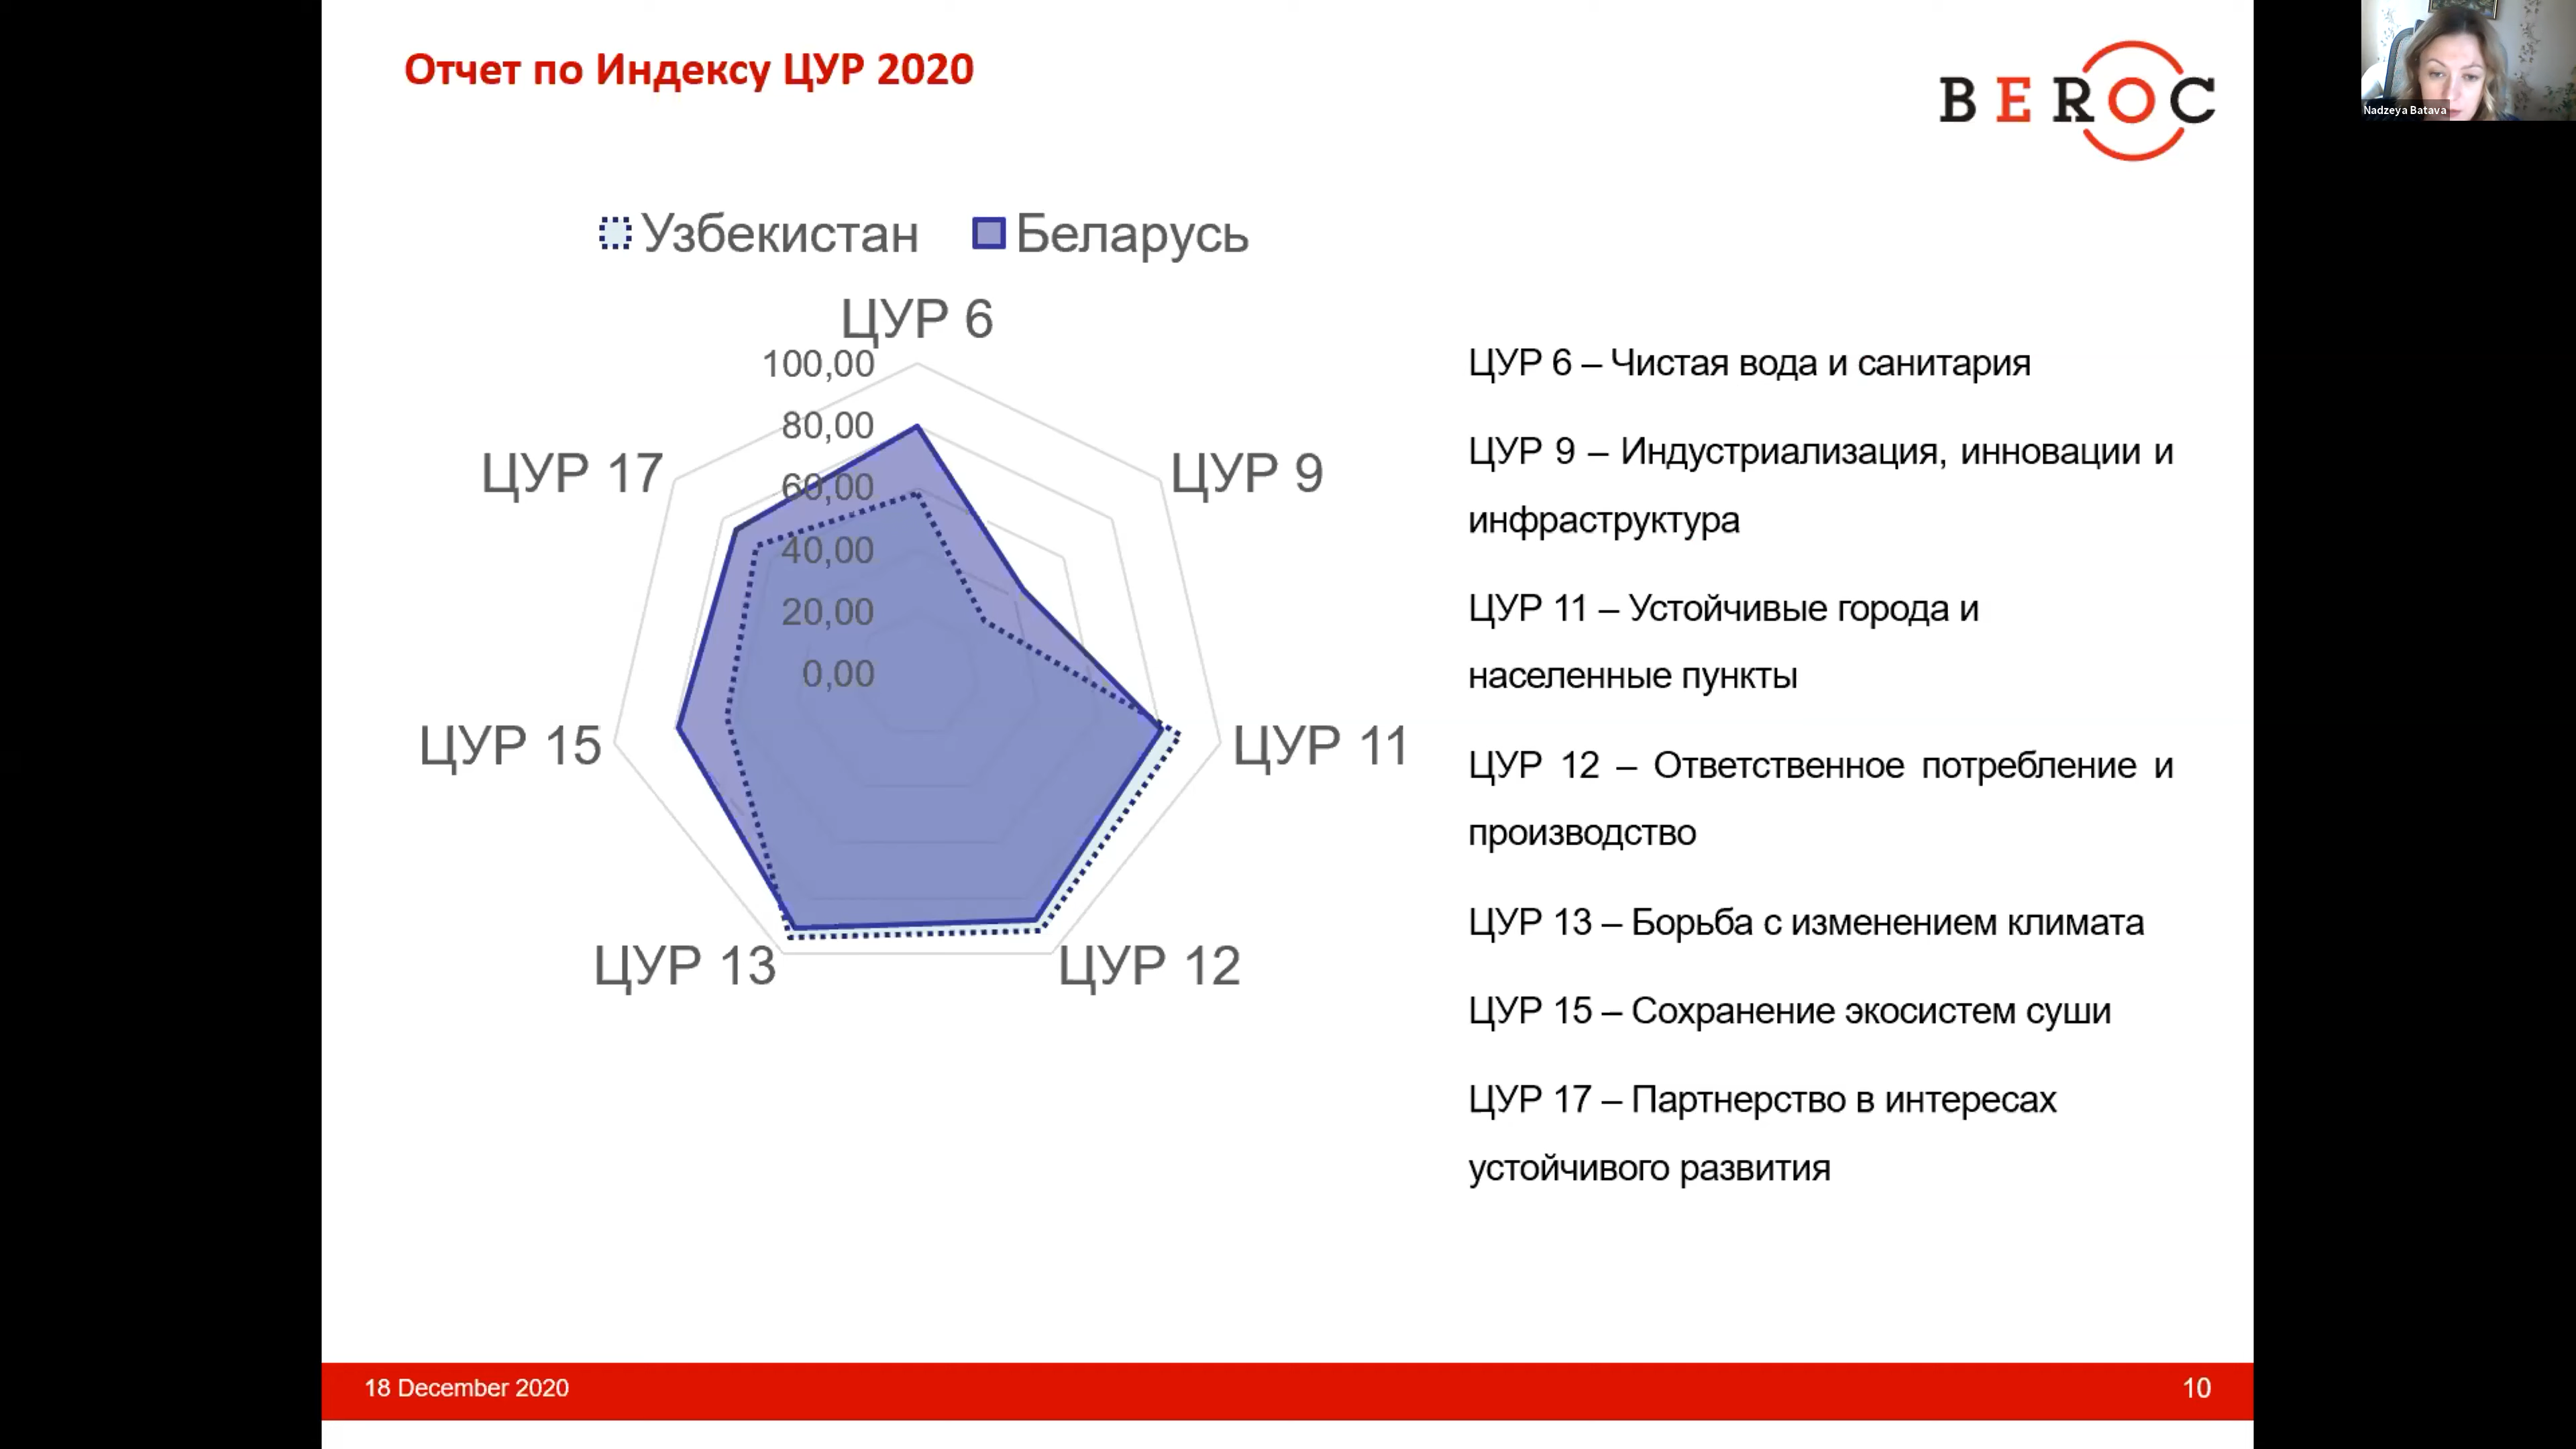 Отчет по Индексу ЦУР 2020
BEROC
Nadzeya Batava
Узбекистан Беларусь
ЦУР 6
100,00
80,00
60,00
40,00
20,00
0,00
ЦУР 17
ЦУР 9
ЦУР 15
ЦУР 11
ЦУР 13
ЦУР 12
ЦУР 6 – Чистая вода и санитария
ЦУР 9 – Индустриализация, инновации и
инфраструктура
ЦУР 11 – Устойчивые города и
населенные пункты
ЦУР 12 – Ответственное потребление и
производство
ЦУР 13 – Борьба с изменением климата
ЦУР 15 – Сохранение экосистем суши
ЦУР 17 – Партнерство в интересах
устойчивого развития
18 December 2020
10